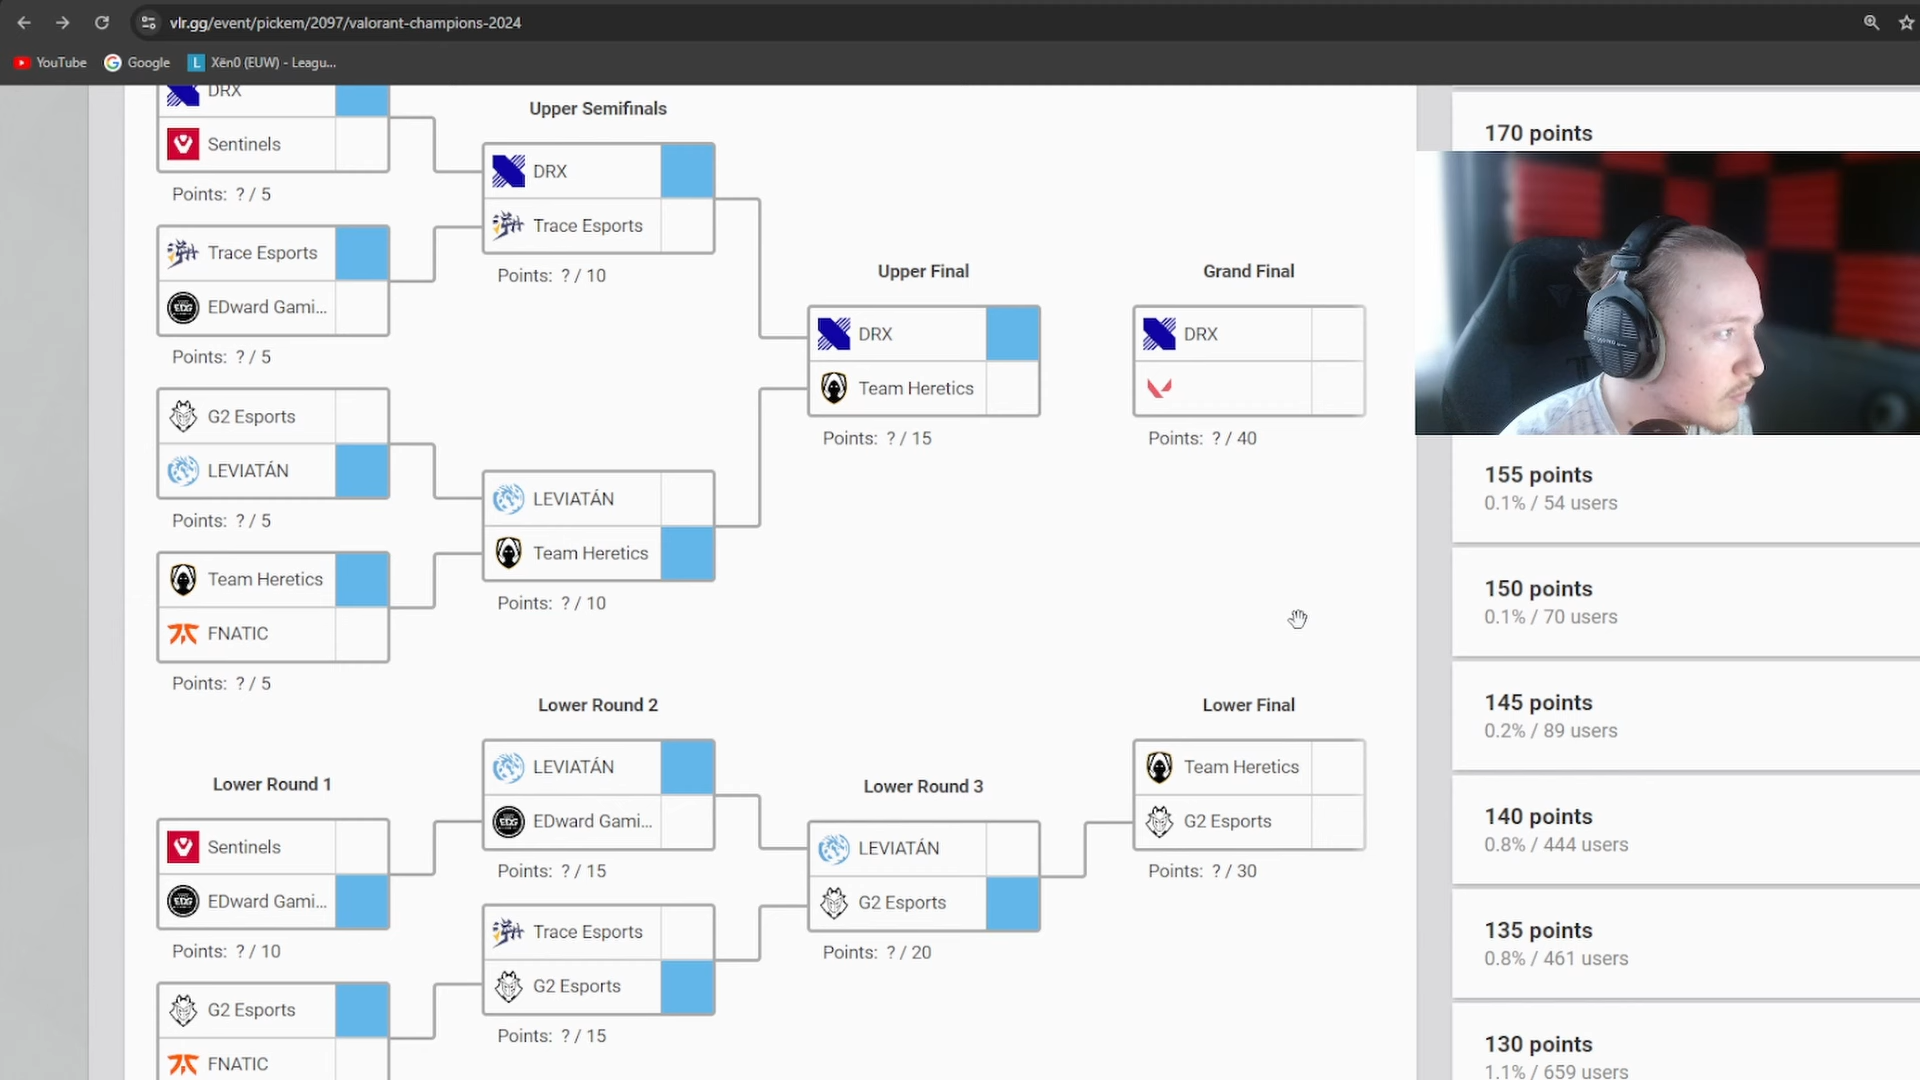 vlr.gg/event/pickem/2097/valorant-champions-2024
YouTube
Google
L
Xën0 (EUW) - Leagu...
DRX
Sentinels
Points: ? / 5
Trace Esports
EDward Gami...
Points: ? / 5
G2 Esports
LEVIATÁN
Points: ? / 5
Team Heretics
FNATIC
Points: ? / 5
Upper Semifinals
DRX
Trace Esports
Points: ? / 10
LEVIATÁN
Team Heretics
Points: ? / 10
Upper Final
DRX
Team Heretics
Points: ? / 15
Grand Final
DRX
Points: ? / 40
Lower Round 1
Sentinels
EDG
EDward Gami...
Points: ? / 10
G2 Esports
FNATIC
Lower Round 2
LEVIATÁN
EDG
EDward Gami...
Points: ? / 15
Trace Esports
G2 Esports
Points: ? / 15
Lower Round 3
LEVIATÁN
G2 Esports
Points: ? / 20
Lower Final
Team Heretics
G2 Esports
Points: ? / 30
170 points
155 points
0.1% / 54 users
150 points
0.1% / 70 users
145 points
0.2% / 89 users
140 points
0.8% / 444 users
135 points
0.8% / 461 users
130 points
1.1% / 659 users